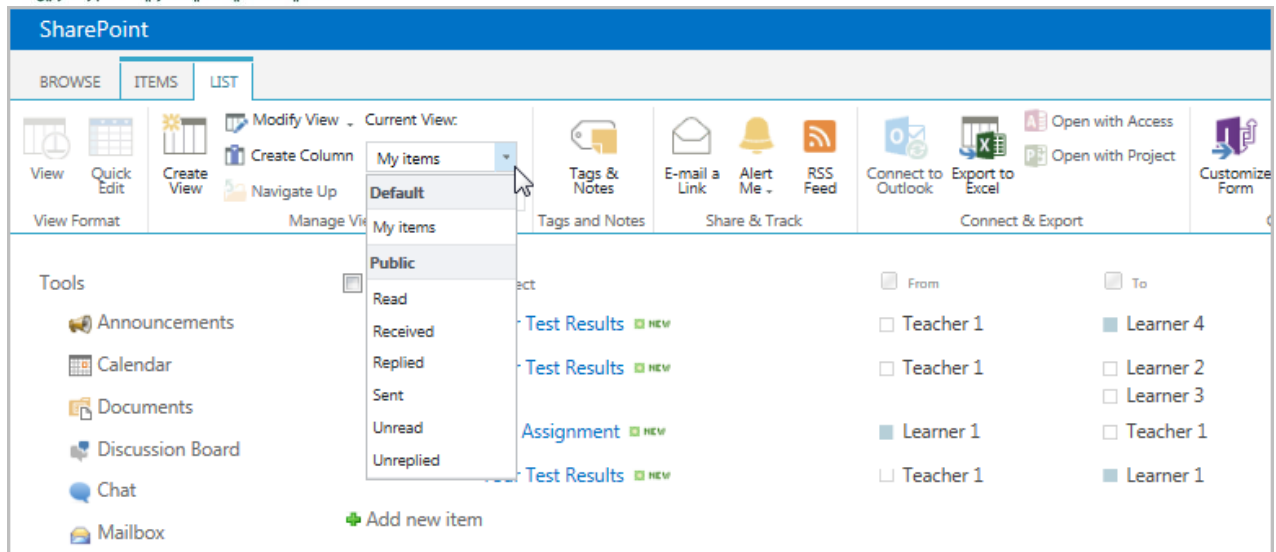 SharePoint
BROWSE ITEMS LIST
Modify View Current View:
Create Column My items
Navigate Up
View Quick Edit Create View
Tags & Notes E-mail a Link Alert Me RSS Feed
Connect to Outlook Export to Excel
Open with Access
Open with Project
Customize Form
View Format Tags and Notes Share & Track Connect & Export
Manage
Default
My items
Public
Read
Received
Replied
Sent
Unread
Unreplied
Tools
Announcements
Calendar
Documents
Discussion Board
Chat
Mailbox
From To
Test Results NEW Teacher 1 Learner 4
Test Results NEW Teacher 1 Learner 2
Learner 3
Assignment NEW Learner 1 Teacher 1
Test Results NEW Teacher 1 Learner 1
Add new item